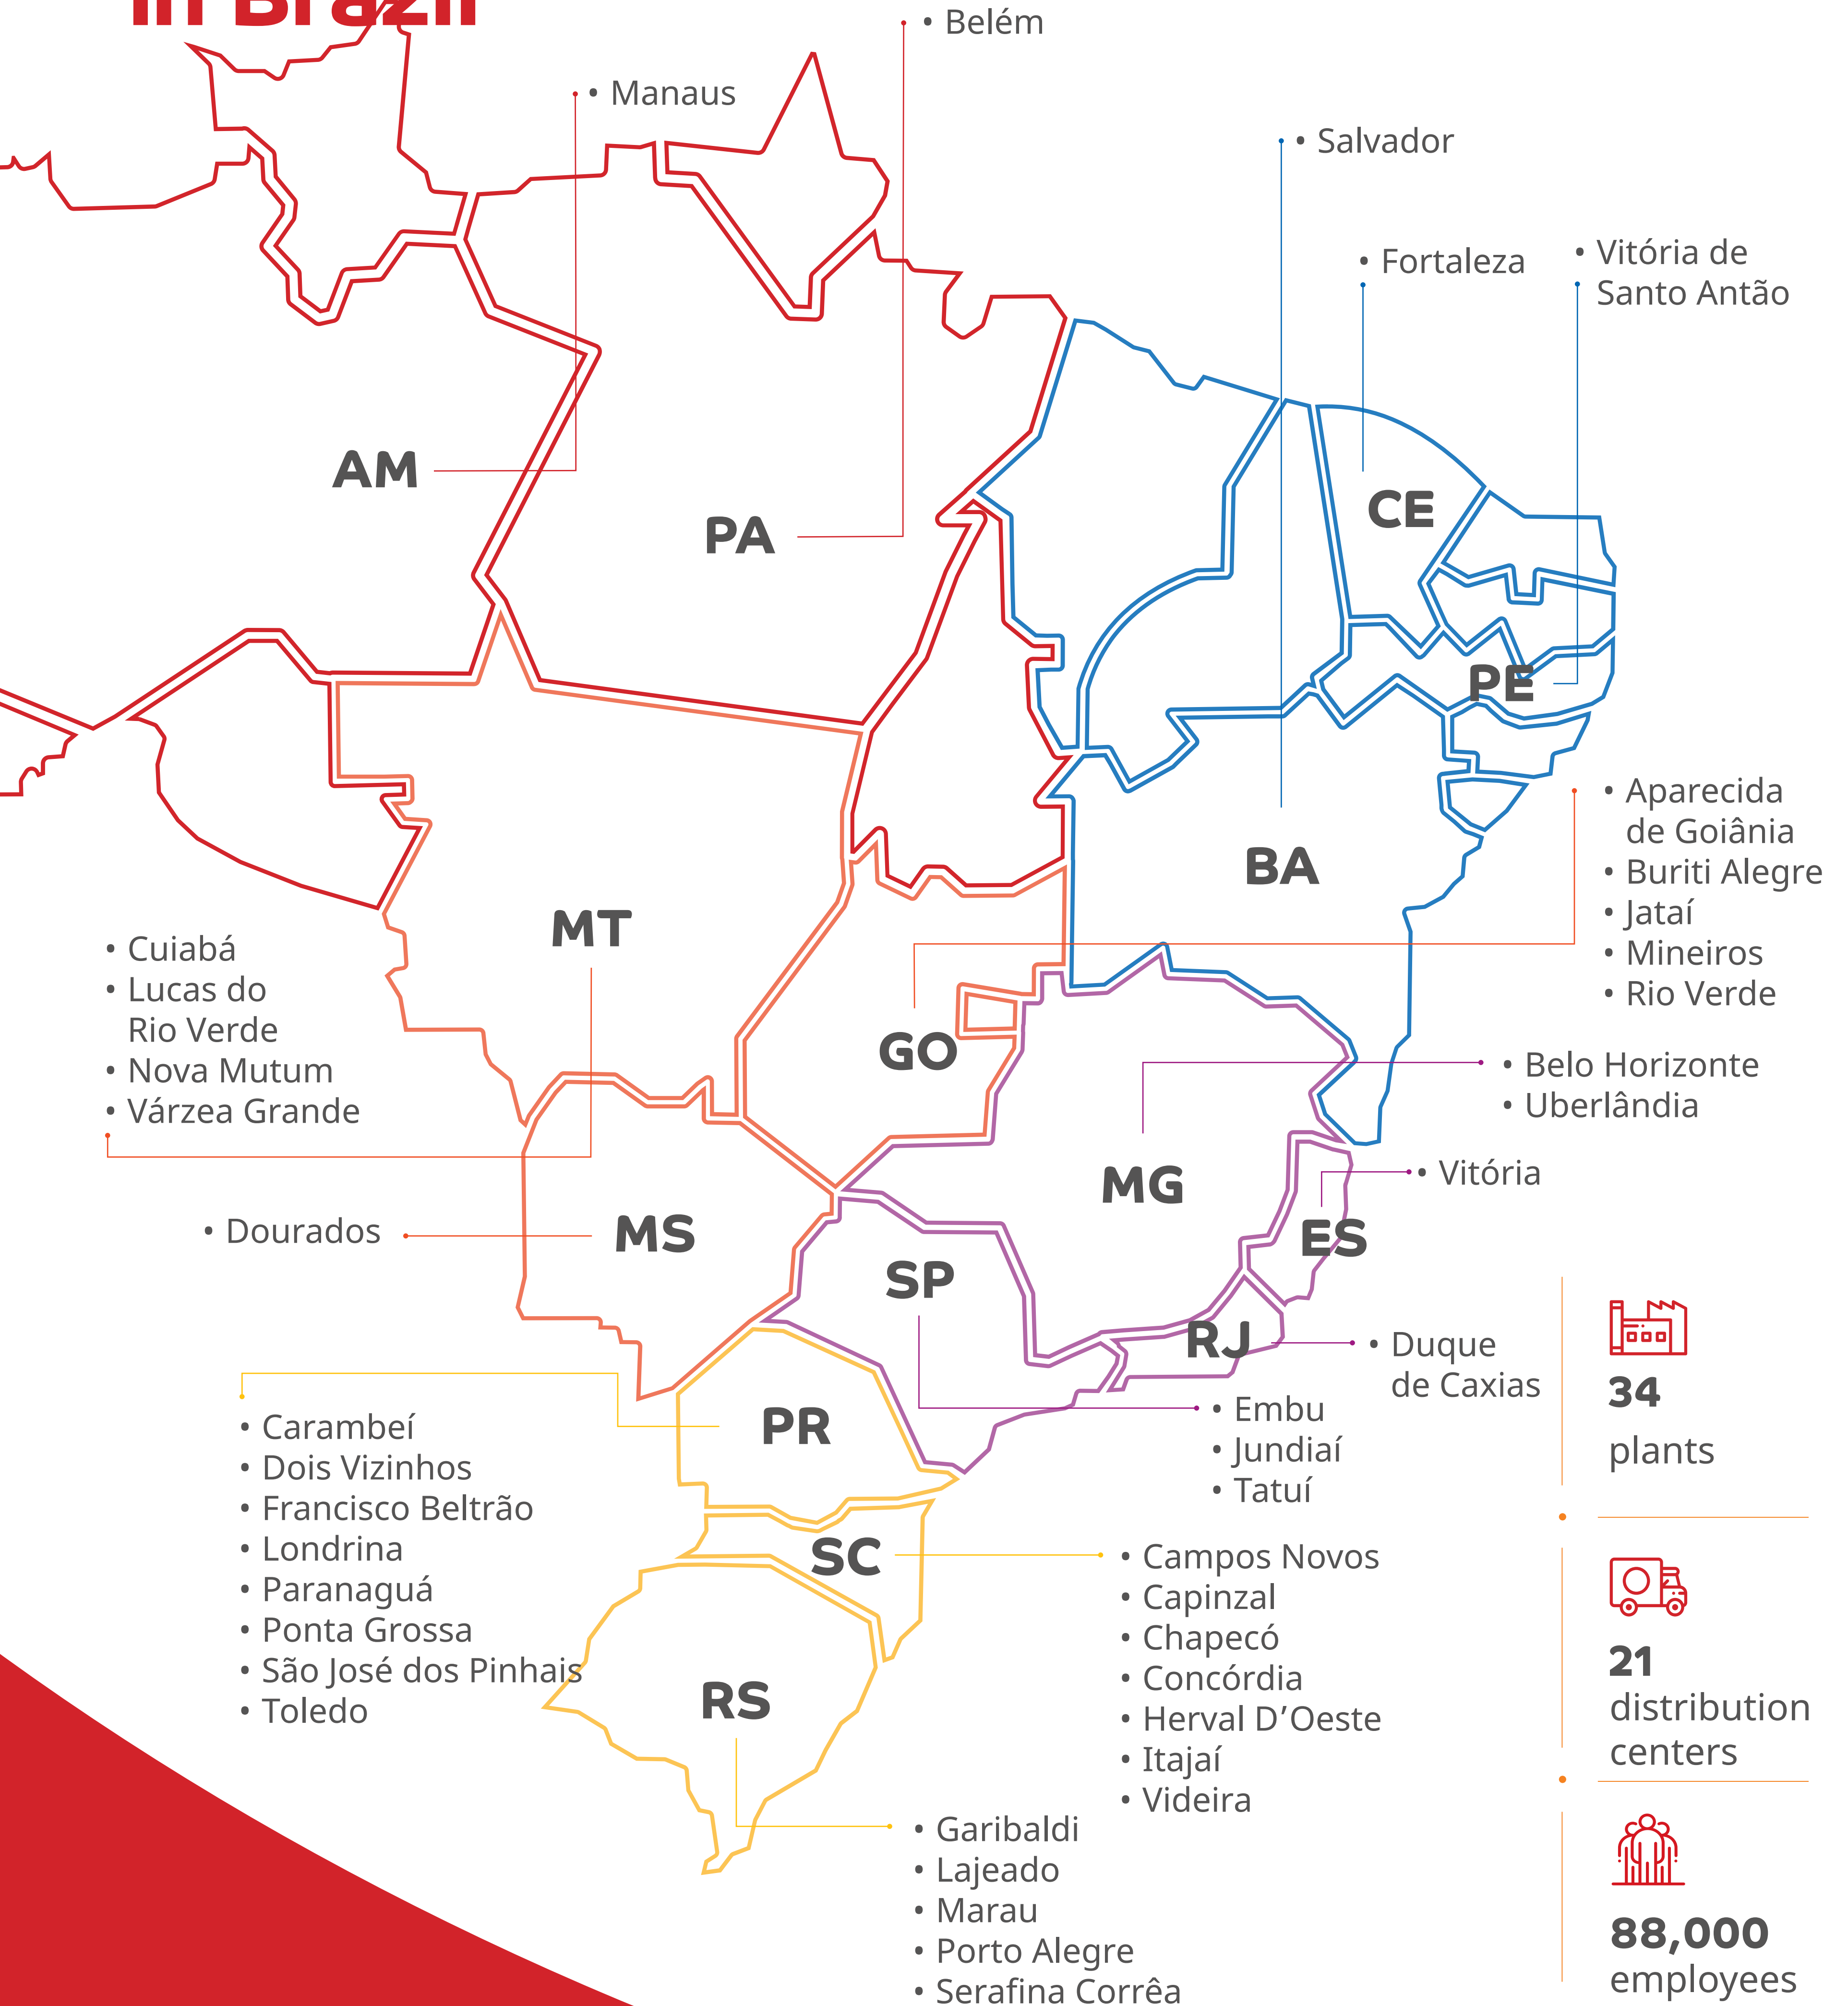 in Brazil
• Belém
• Manaus
• Salvador
• Fortaleza
• Vitória de
Santo Antão
AM
PA
CE
PE
• Aparecida
de Goiânia
• Buriti Alegre
• Jataí
• Mineiros
• Rio Verde
BA
MT
• Cuiabá
• Lucas do
Rio Verde
• Nova Mutum
• Várzea Grande
GO
• Belo Horizonte
• Uberlândia
MG
• Vitória
ES
• Dourados
MS
SP
RJ
• Duque
de Caxias
• Embu
• Jundiaí
• Tatuí
PR
• Carambeí
• Dois Vizinhos
• Francisco Beltrão
• Londrina
• Paranaguá
• Ponta Grossa
• São José dos Pinhais
• Toledo
SC
• Campos Novos
• Capinzal
• Chapecó
• Concórdia
• Herval D’Oeste
• Itajaí
• Videira
RS
• Garibaldi
• Lajeado
• Marau
• Porto Alegre
• Serafina Corrêa
34
plants
21
distribution
centers
88,000
employees